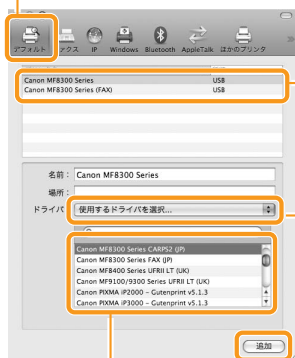 デフォルト ァクス IP Windows Bluetooth AppleTalk ほかのプリンタ
Canon MF8300 Series USB
Canon MF8300 Series (FAX) USB
名前： Canon MF8300 Series
場所：
ドライバ 使用するドライバを選択...
Canon MF8300 Series CARPS2 (JP)
Canon MF8300 Series FAX (JP)
Canon MF8400 Series UFRII LT (UK)
Canon MF9100/9300 Series UFRII LT (UK)
Canon PIXMA iP2000 – Gutenprint v5.1.3
Canon PIXMA iP3000 – Gutenprint v5.1.3
追加